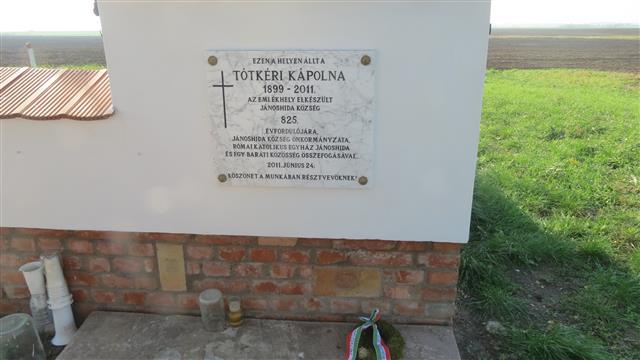 EZEN A HELYEN ÁLLT A
TÓTKÉRI KÁPOLNA
1899 - 2011.
AZ EMLÉKHELY ELKÉSZÜLT
JÁNOSHIDA KÖZSÉG
825.
ÉVFORDULÓJÁRA,
JÁNOSHIDA KÖZSÉG ÖNKORMÁNYZATA,
RÓMAI KATOLIKUS EGYHÁZ JÁNOSHIDA
ÉS EGY BARÁTI KÖZÖSSÉG ÖSSZEFOGÁSÁVAL.
2011. JÚNIUS 24.
KÖSZÖNET A MUNKÁBAN RÉSZTVEVŐKNEK!